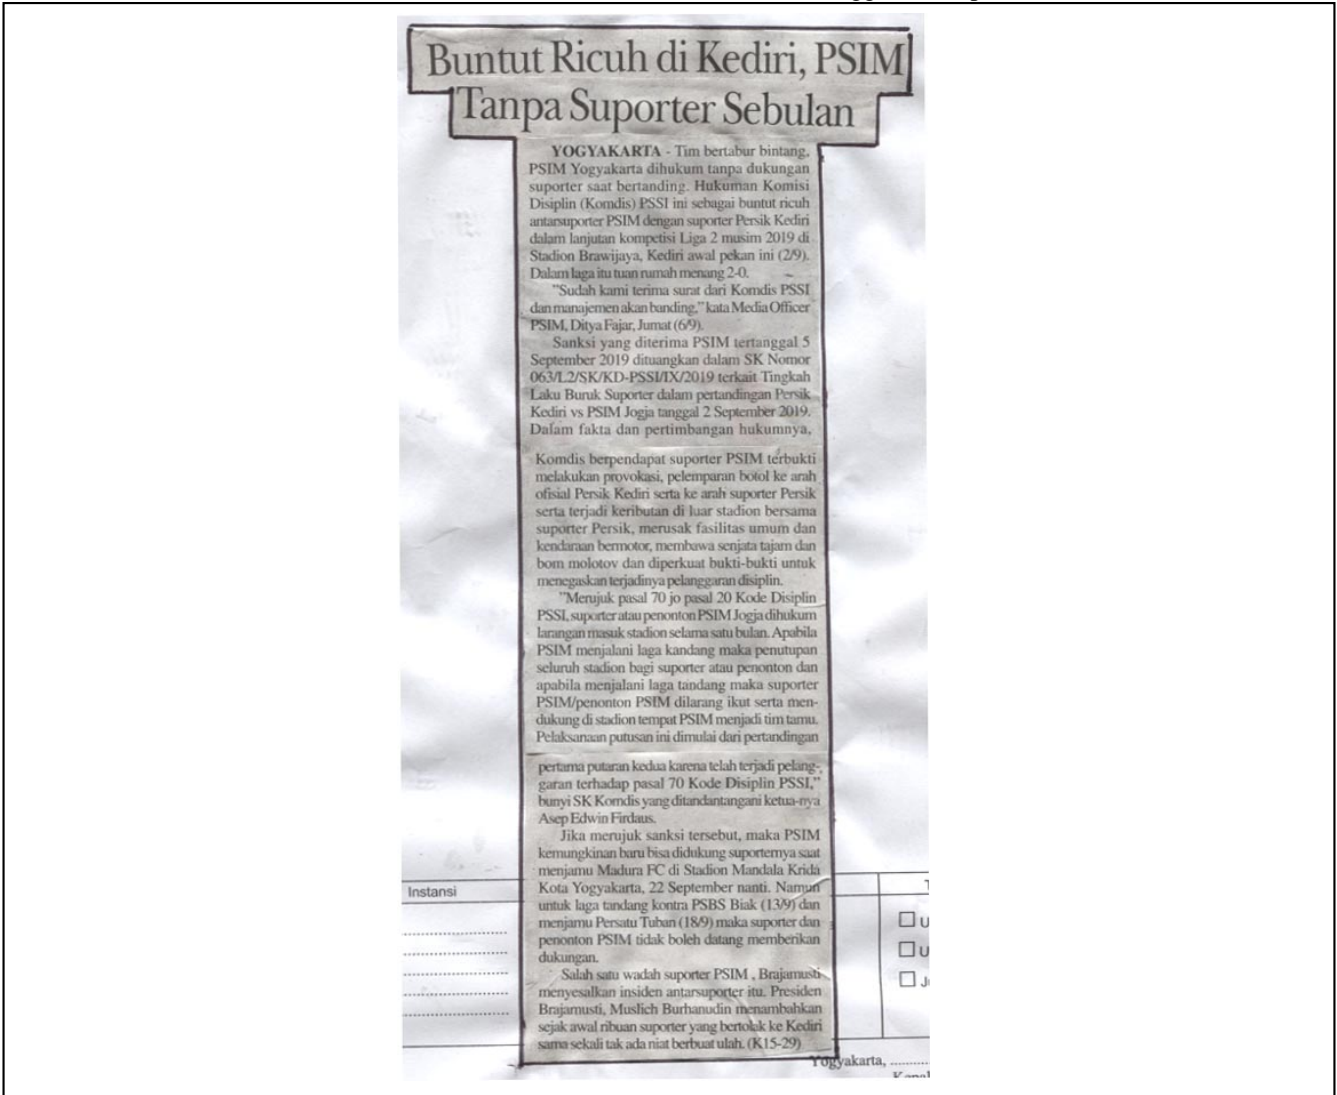 Buntut Ricuh di Kediri, PSIM
Tanpa Suporter Sebulan
YOGYAKARTA - Tim bertabur bintang,
PSIM Yogyakarta dihukum tanpa dukungan
suporter saat bertanding. Hukuman Komisi
Disiplin (Komdis) PSSI ini sebagai buntut ricuh
antarsuporter PSIM dengan suporter Persik Kediri
dalam lanjutan kompetisi Liga 2 musim 2019 di
Stadion Brawijaya, Kediri awal pekan ini (2/9).
Dalam laga itu tuan rumah menang 2-0.
"Sudah kami terima surat dari Komdis PSSI
dan manajemen akan banding," kata Media Officer
PSIM, Ditya Fajar, Jumat (6/9).
Sanksi yang diterima PSIM tertanggal 5
September 2019 dituangkan dalam SK Nomor
063/L2/SK/KD-PSSI/IX/2019 terkait Tingkah
Laku Buruk Suporter dalam pertandingan Persik
Kediri vs PSIM Jogja tanggal 2 September 2019.
Dalam fakta dan pertimbangan hukumnya,
Komdis berpendapat suporter PSIM terbukti
melakukan provokasi, pelemparan botol ke arah
ofisial Persik Kediri serta ke arah suporter Persik
serta terjadi keributan di luar stadion bersama
suporter Persik, merusak fasilitas umum dan
kendaraan bermotor, membawa senjata tajam dan
bom molotov dan diperkuat bukti-bukti untuk
menegaskan terjadinya pelanggaran disiplin.
"Merujuk pasal 70 jo pasal 20 Kode Disiplin
PSSI, suporter atau penonton PSIM Jogja dihukum
larangan masuk stadion selama satu bulan. Apabila
PSIM menjalani laga kandang maka penutupan
seluruh stadion bagi suporter atau penonton dan
apabila menjalani laga tandang maka suporter
PSIM/penonton PSIM dilarang ikut serta men-
dukung di stadion tempat PSIM menjadi tim tamu.
Pelaksanaan putusan ini dimulai dari pertandingan
pertama putaran kedua karena telah terjadi pelang-
garan terhadap pasal 70 Kode Disiplin PSSI,"
bunyi SK Komdis yang ditandantangani ketua-nya
Asep Edwin Firdaus.
Jika merujuk sanksi tersebut, maka PSIM
kemungkinan baru bisa didukung suporternya saat
menjamu Madura FC di Stadion Mandala Krida
Kota Yogyakarta, 22 September nanti. Namun
untuk laga tandang kontra PSBS Biak (13/9) dan
menjamu Persatu Tuban (18/9) maka suporter dan
penonton PSIM tidak boleh datang memberikan
dukungan.
Salah satu wadah suporter PSIM , Brajamusti
menyesalkan insiden antarsuporter itu. Presiden
Brajamusti, Muslich Burhanudin menambahkan
sejak awal ribuan suporter yang bertolak ke Kediri
sama sekali tak ada niat berbuat ulah. (K15-29)
Instansi
Yogyakarta, ..........